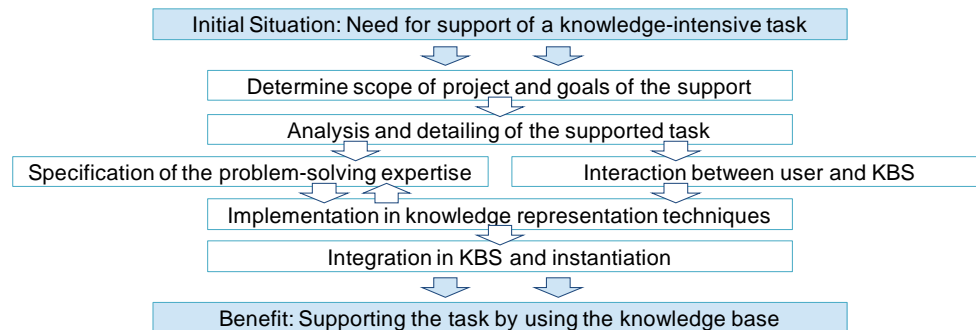 Initial Situation: Need for support of a knowledge-intensive task
Determine scope of project and goals of the support
Analysis and detailing of the supported task
Specification of the problem-solving expertise
Interaction between user and KBS
Implementation in knowledge representation techniques
Integration in KBS and instantiation
Benefit: Supporting the task by using the knowledge base